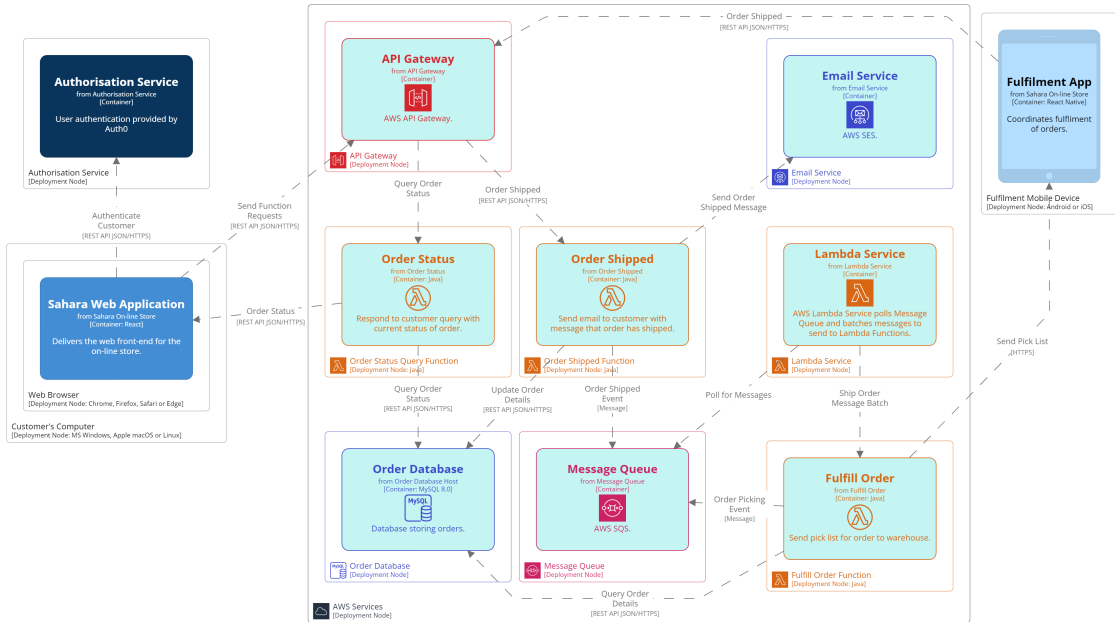 Authorisation Service
from Authorisation Service
[Container]
User authentication provided by
Auth0
Authorisation Service
[Deployment Node]
Authenticate
Customer
[REST API JSON/HTTPS]
Sahara Web Application
from Sahara On-line Store
[Container: React]
Delivers the web front-end for the
on-line store.
Web Browser
[Deployment Node: Chrome, Firefox, Safari or Edge]
Customer's Computer
[Deployment Node: MS Windows, Apple macOS or Linux]
Send Function
Requests
[REST API JSON/HTTPS]
Order Status
[REST API JSON/HTTPS]
API Gateway
from API Gateway
[Container]
AWS API Gateway.
API Gateway
[Deployment Node]
Order Shipped
[REST API JSON/HTTPS]
Email Service
from Email Service
[Container]
AWS SES.
Email Service
[Deployment Node]
Fulfilment App
from Sahara On-line Store
[Container: React Native]
Coordinates fulfliment
of orders.
Fulfilment Mobile Device
[Deployment Node: Android or iOS]
Query Order
Status
[REST API JSON/HTTPS]
Order Shipped
[REST API JSON/HTTPS]
Send Order
Shipped Message
Order Status
from Order Status
[Container: Java]
Respond to customer query with
current status of order.
Order Status Query Function
[Deployment Node: Java]
Order Shipped
from Order Shipped
[Container: Java]
Send email to customer with
message that order has shipped.
Order Shipped Function
[Deployment Node: Java]
Lambda Service
from Lambda Service
[Container]
AWS Lambda Service polls Message
Queue and batches messages to
send to Lambda Functions.
Lambda Service
[Deployment Node]
Send Pick List
[HTTPS]
Query Order
Status
[REST API JSON/HTTPS]
Update Order
Details
[REST API JSON/HTTPS]
Order Shipped
Event
[Message]
Poll for Messages
Ship Order
Message Batch
Order Database
from Order Database Host
[Container: MySQL 8.0]
MySQL
Database storing orders.
MySQL
Order Database
[Deployment Node]
Message Queue
from Message Queue
[Container]
AWS SQS.
Message Queue
[Deployment Node]
Order Picking
Event
[Message]
Fulfill Order
from Fulfill Order
[Container: Java]
Send pick list for order to warehouse.
Fulfill Order Function
[Deployment Node: Java]
Query Order
Details
[REST API JSON/HTTPS]
AWS Services
[Deployment Node]